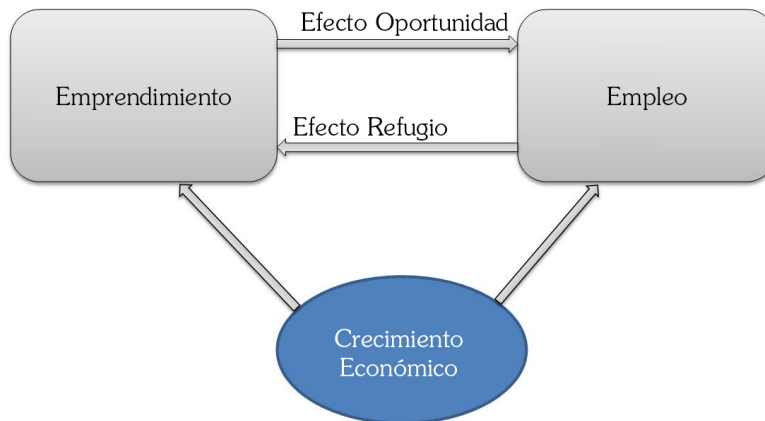 Efecto Oportunidad
Emprendimiento
Empleo
Efecto Refugio
Crecimiento
Económico